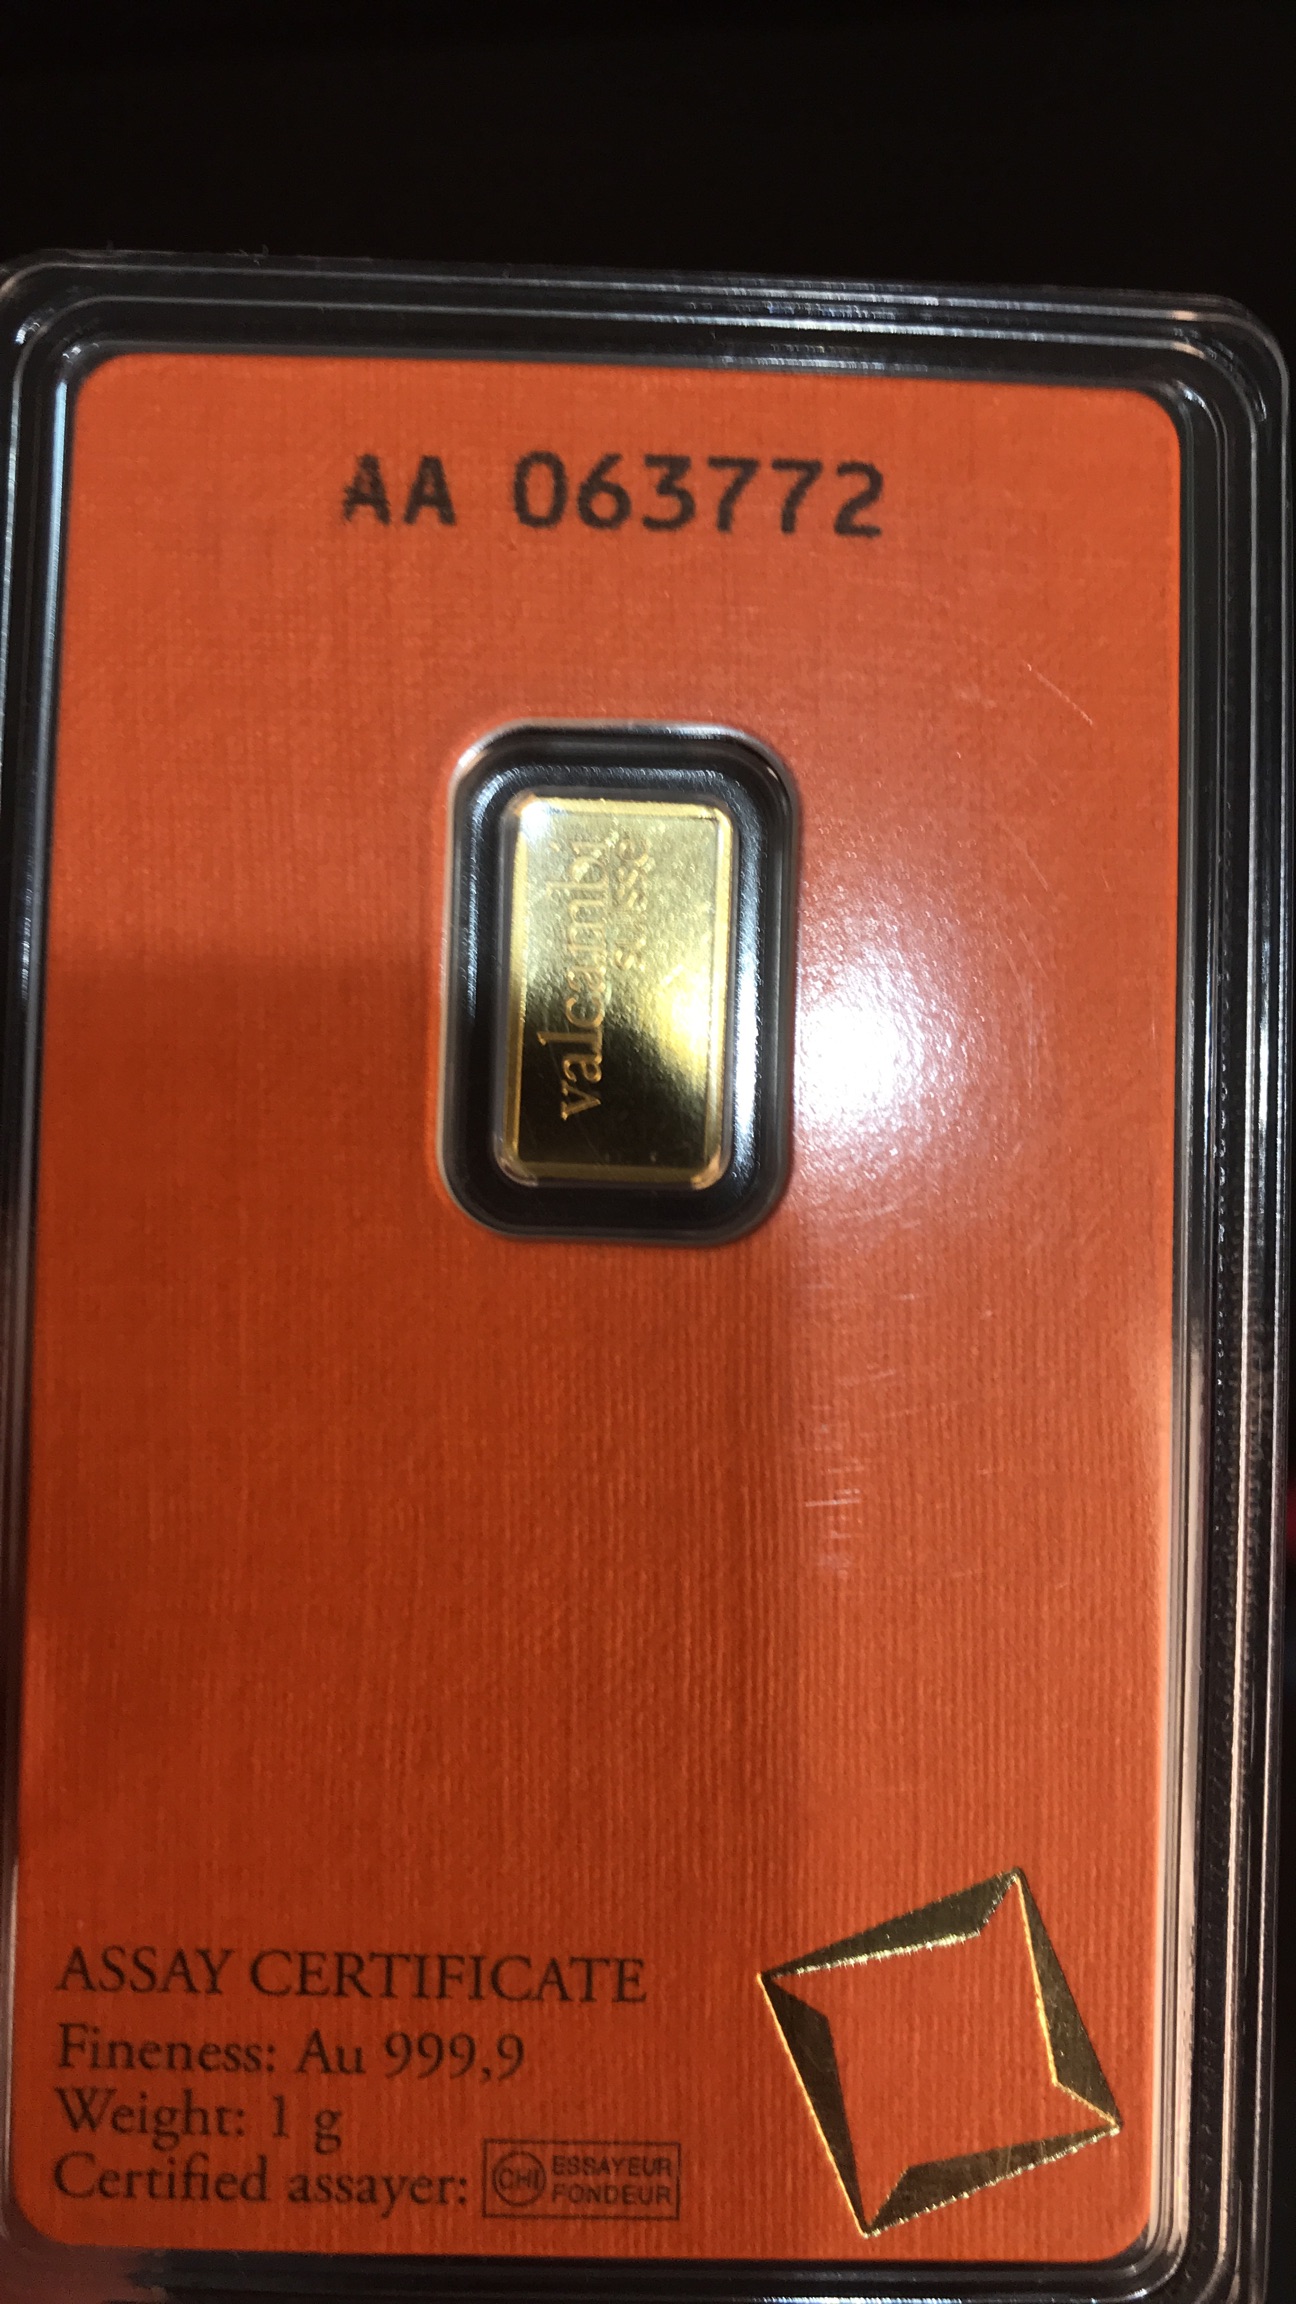 AA 063772
valcambi
suisse
ASSAY CERTIFICATE
Fineness: Au 999,9
Weight: 1 g
Certified assayer: CHI ESSAYEUR
FONDEUR